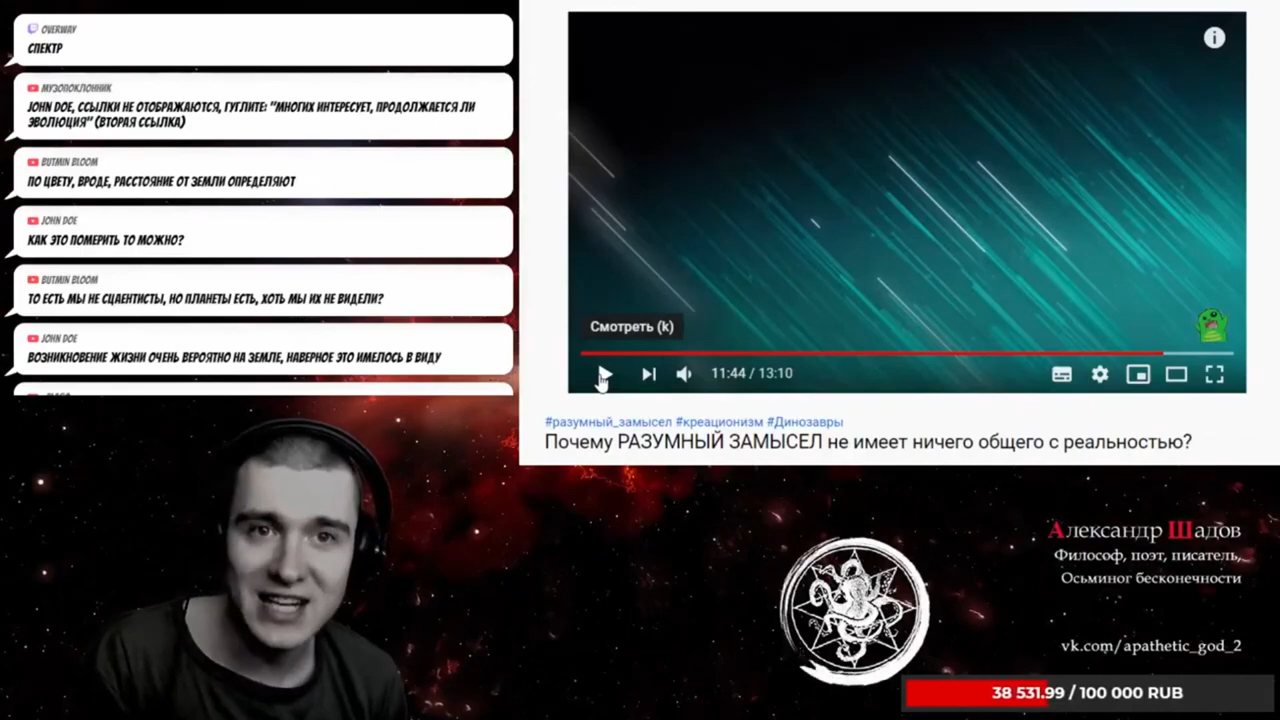 OVERWAY
СПЕКТР
МУЗОПОКЛОННИК
JOHN DOE, ССЫЛКИ НЕ ОТОБРАЖАЮТСЯ, ГУГЛИТЕ: "МНОГИХ ИНТЕРЕСУЕТ, ПРОДОЛЖАЕТСЯ ЛИ
ЭВОЛЮЦИЯ" (ВТОРАЯ ССЫЛКА)
BUTMIN BLOOM
ПО ЦВЕТУ, ВРОДЕ, РАССТОЯНИЕ ОТ ЗЕМЛИ ОПРЕДЕЛЯЮТ
JOHN DOE
КАК ЭТО ПОМЕРИТЬ ТО МОЖНО?
BUTMIN BLOOM
ТО ЕСТЬ МЫ НЕ СЦАЕНТИСТЫ, НО ПЛАНЕТЫ ЕСТЬ, ХОТЬ МЫ ИХ НЕ ВИДЕЛИ?
JOHN DOE
ВОЗНИКНОВЕНИЕ ЖИЗНИ ОЧЕНЬ ВЕРОЯТНО НА ЗЕМЛЕ, НАВЕРНОЕ ЭТО ИМЕЛОСЬ В ВИДУ
Смотреть (k)
11:44 / 13:10
#разумный_замысел #креационизм #Динозавры
Почему РАЗУМНЫЙ ЗАМЫСЕЛ не имеет ничего общего с реальностью?
Александр Шадов
Философ, поэт, писатель,
Осьминог бесконечности
vk.com/apathetic_god_2
38 531.99 / 100 000 RUB